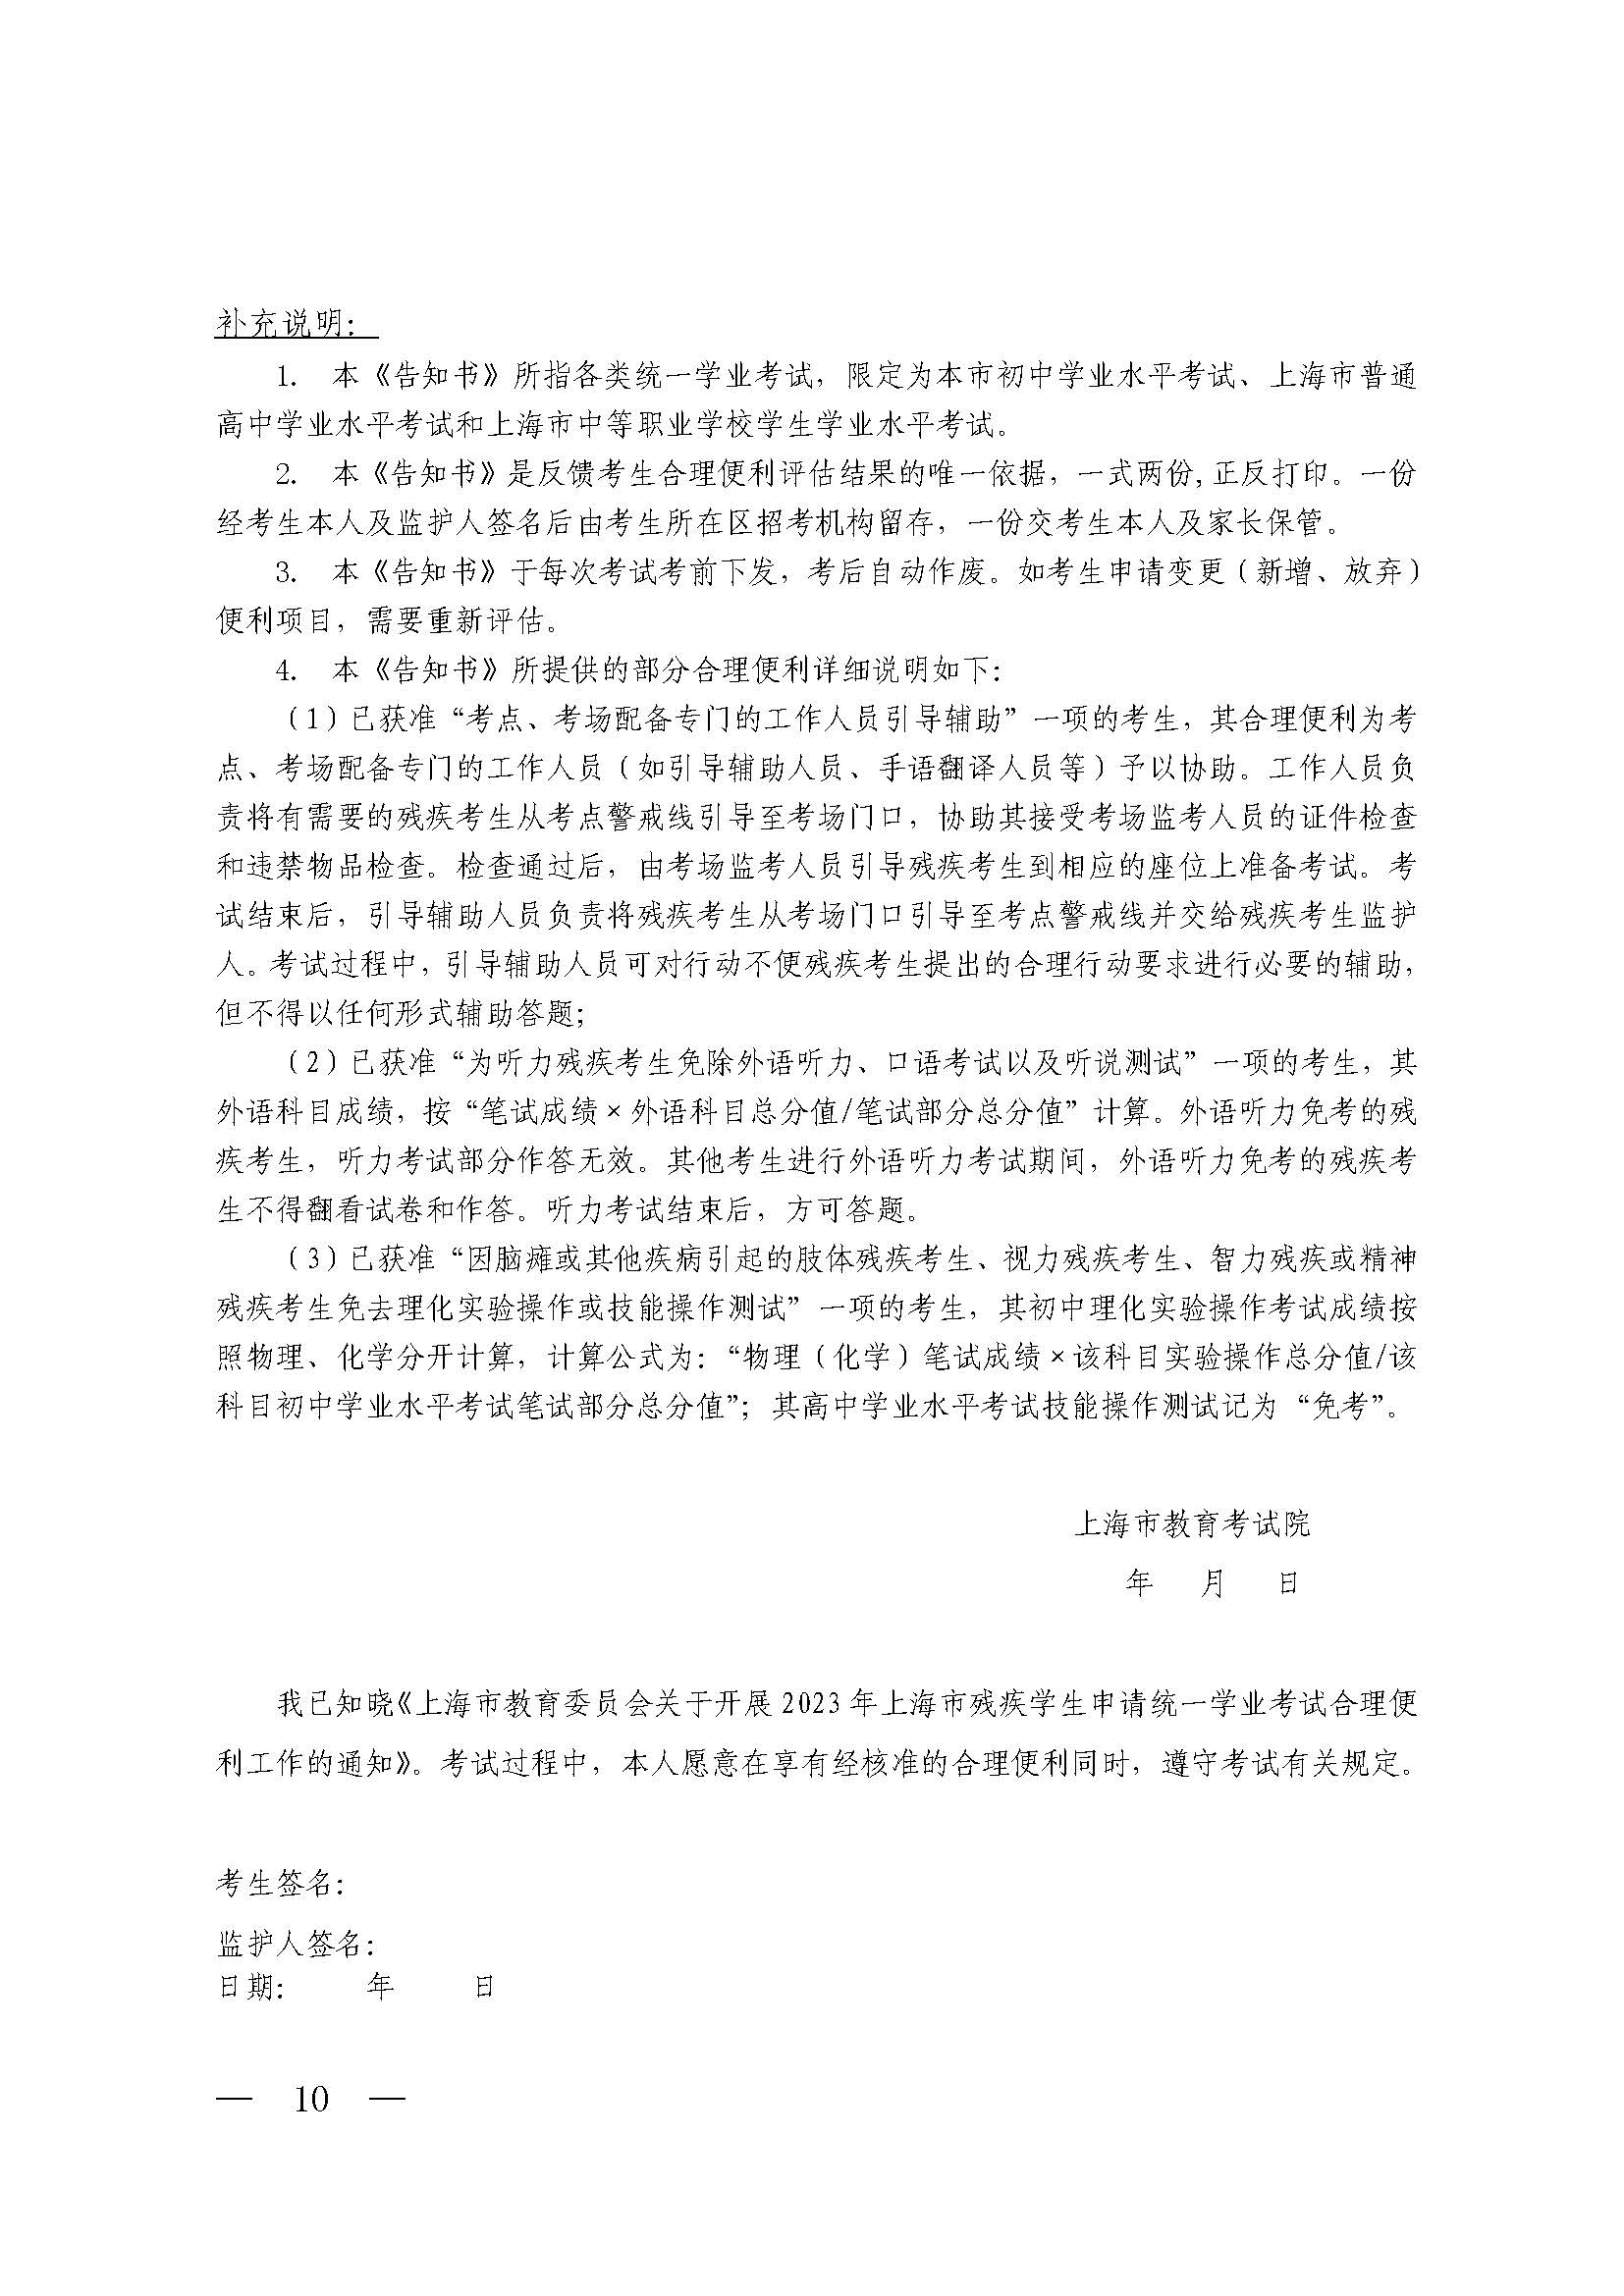 补充说明：
1. 本《告知书》所指各类统一学业考试，限定为本市初中学业水平考试、上海市普通
高中学业水平考试和上海市中等职业学校学生学业水平考试。
2. 本《告知书》是反馈考生合理便利评估结果的唯一依据，一式两份,正反打印。一份
经考生本人及监护人签名后由考生所在区招考机构留存，一份交考生本人及家长保管。
3. 本《告知书》于每次考试考前下发，考后自动作废。如考生申请变更（新增、放弃）
便利项目，需要重新评估。
4. 本《告知书》所提供的部分合理便利详细说明如下：
（1）已获准“考点、考场配备专门的工作人员引导辅助”一项的考生，其合理便利为考
点、考场配备专门的工作人员（如引导辅助人员、手语翻译人员等）予以协助。工作人员负
责将有需要的残疾考生从考点警戒线引导至考场门口，协助其接受考场监考人员的证件检查
和违禁物品检查。检查通过后，由考场监考人员引导残疾考生到相应的座位上准备考试。考
试结束后，引导辅助人员负责将残疾考生从考场门口引导至考点警戒线并交给残疾考生监护
人。考试过程中，引导辅助人员可对行动不便残疾考生提出的合理行动要求进行必要的辅助，
但不得以任何形式辅助答题；
（2）已获准“为听力残疾考生免除外语听力、口语考试以及听说测试”一项的考生，其
外语科目成绩，按“笔试成绩×外语科目总分值/笔试部分总分值”计算。外语听力免考的残
疾考生，听力考试部分作答无效。其他考生进行外语听力考试期间，外语听力免考的残疾考
生不得翻看试卷和作答。听力考试结束后，方可答题。
（3）已获准“因脑瘫或其他疾病引起的肢体残疾考生、视力残疾考生、智力残疾或精神
残疾考生免去理化实验操作或技能操作测试”一项的考生，其初中理化实验操作考试成绩按
照物理、化学分开计算，计算公式为：“物理（化学）笔试成绩×该科目实验操作总分值/该
科目初中学业水平考试笔试部分总分值”；其高中学业水平考试技能操作测试记为“免考”。
上海市教育考试院
年 月 日
我已知晓《上海市教育委员会关于开展 2023 年上海市残疾学生申请统一学业考试合理便
利工作的通知》。考试过程中，本人愿意在享有经核准的合理便利同时，遵守考试有关规定。
考生签名：
监护人签名：
日期： 年 日
— 10 —